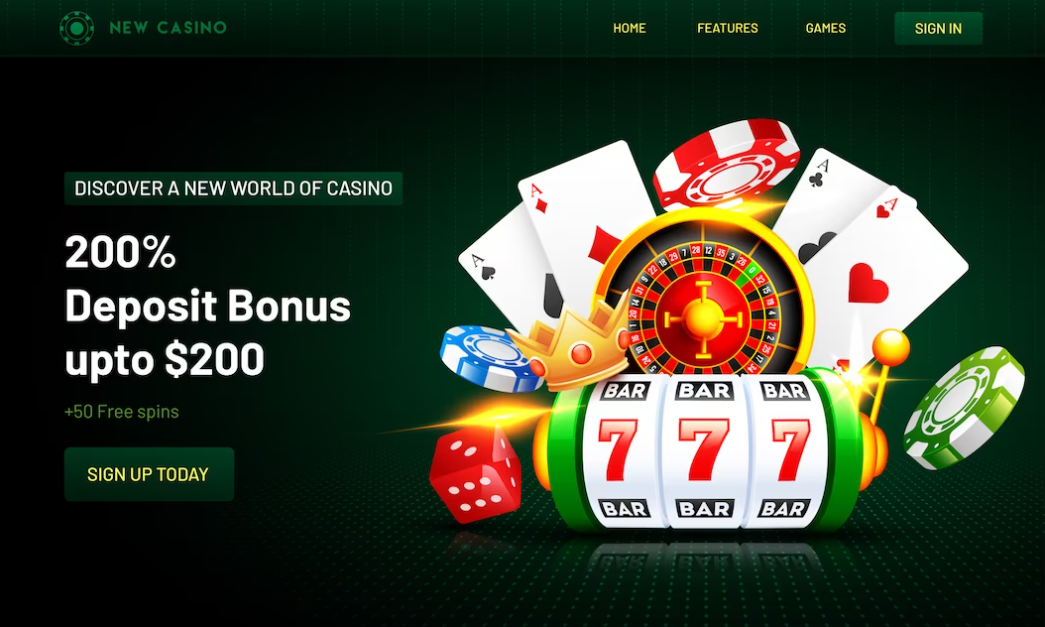 NEW CASINO
HOME FEATURES GAMES SIGN IN
DISCOVER A NEW WORLD OF CASINO
200%
Deposit Bonus
upto $200
+50 Free spins
SIGN UP TODAY
A A A A
BAR BAR BAR
7 7 7
BAR BAR BAR